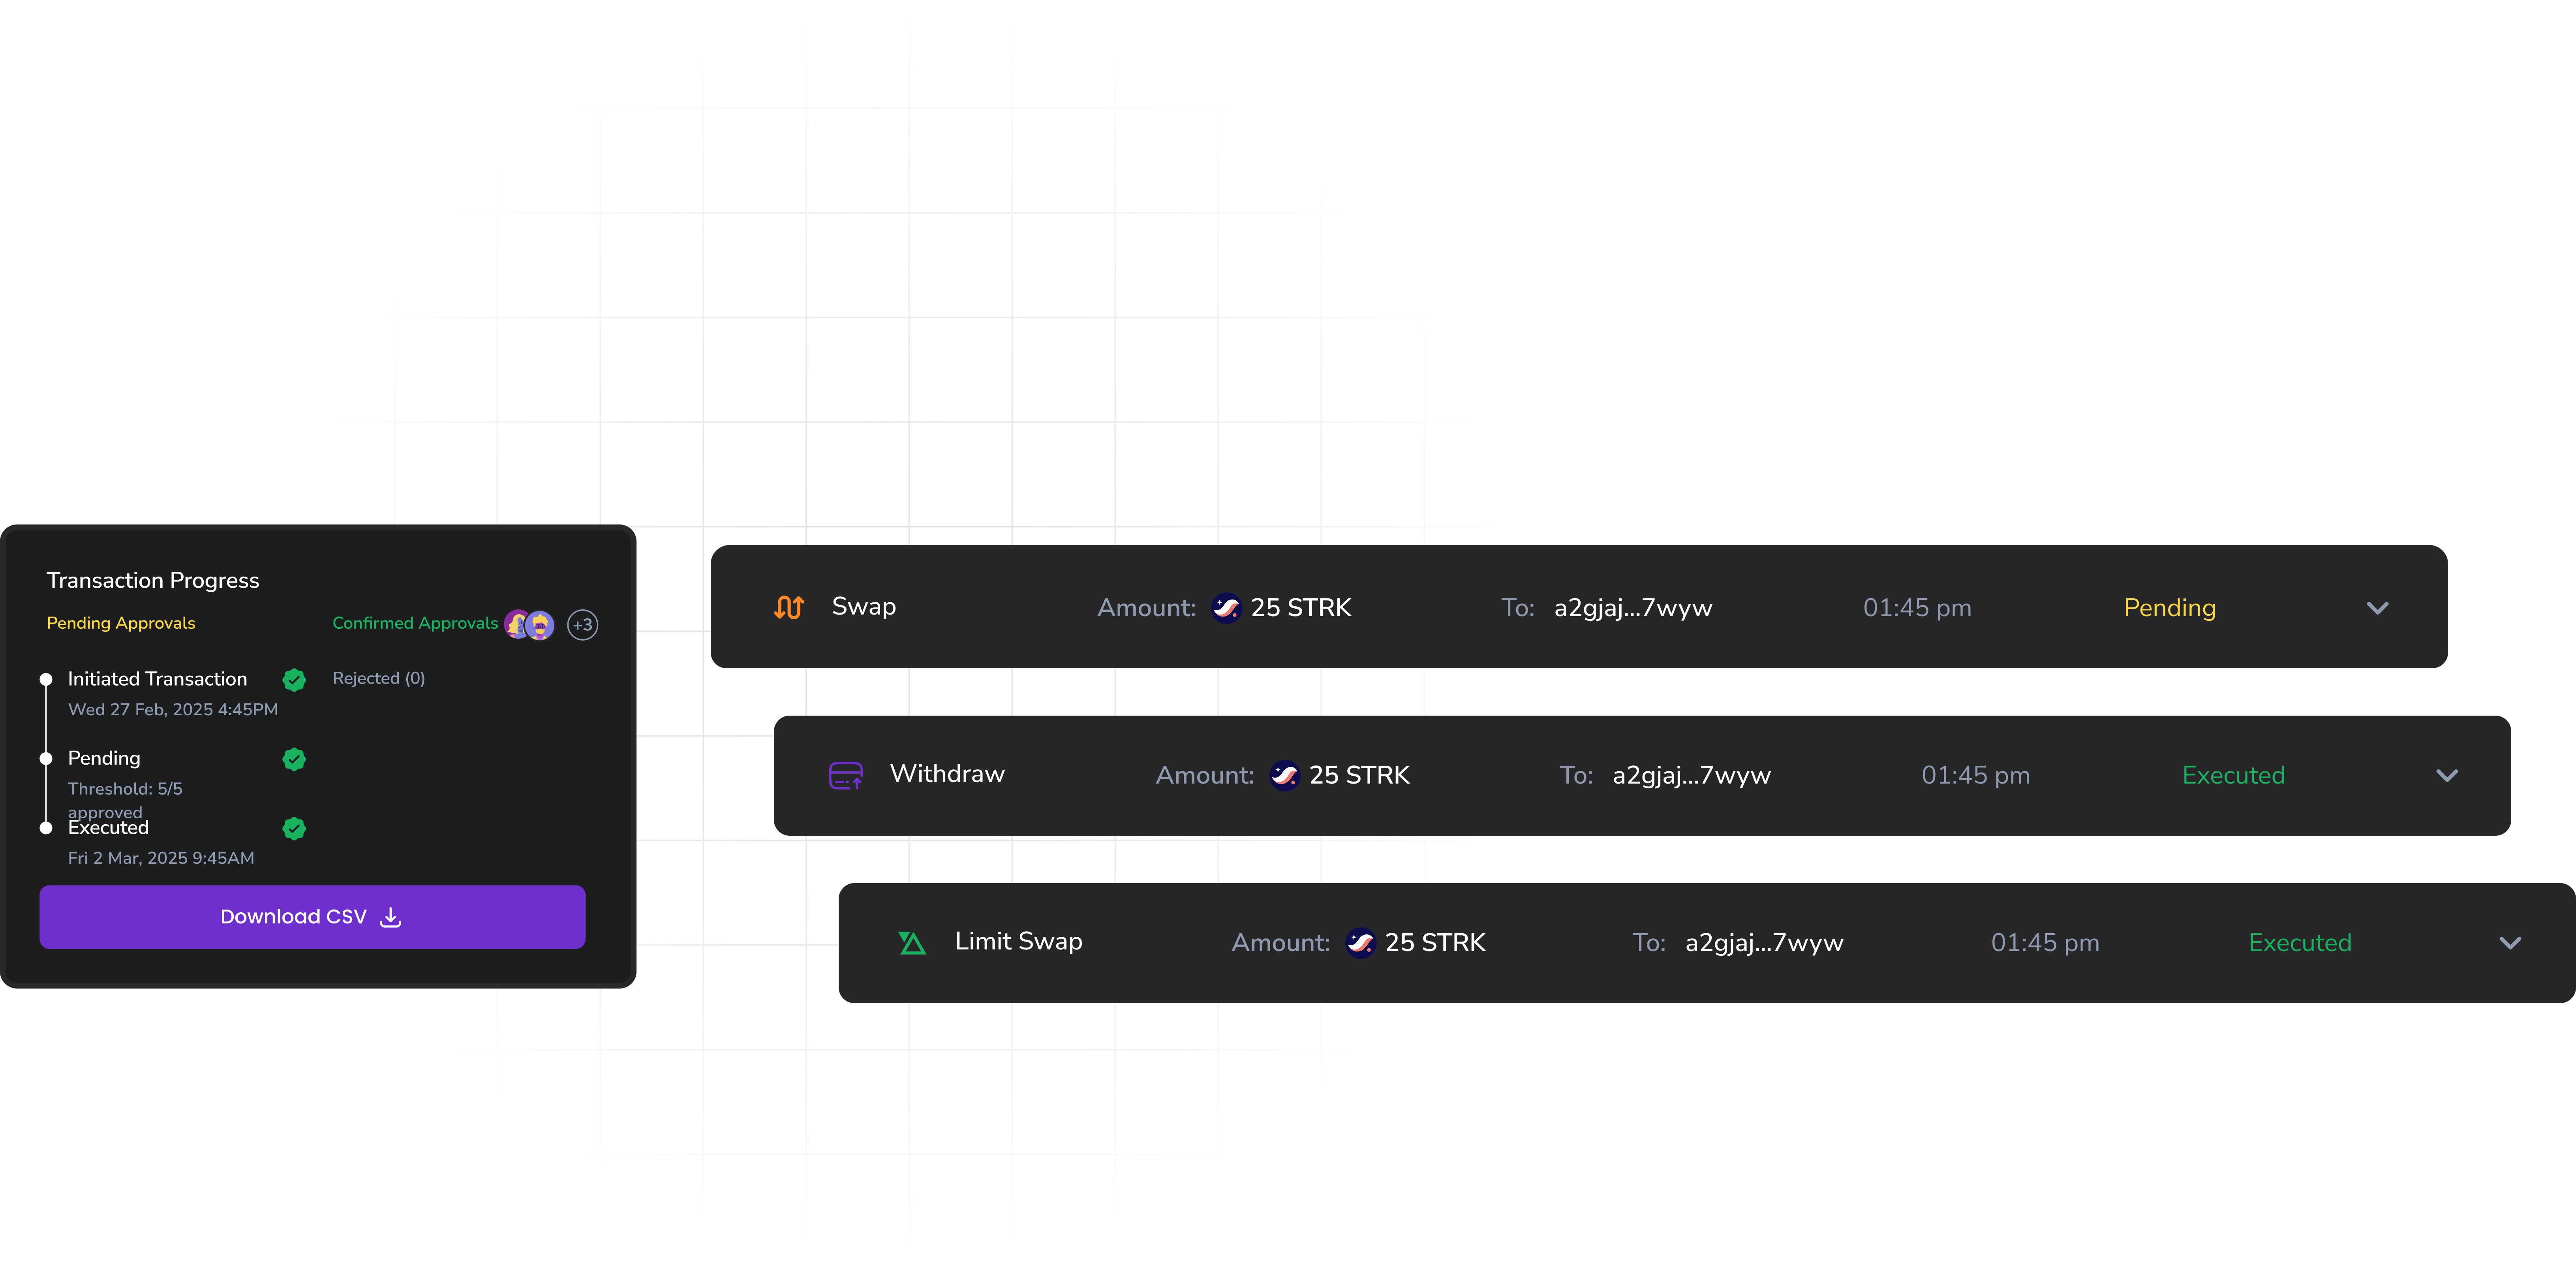 Transaction Progress
Pending Approvals
Confirmed Approvals +3
Initiated Transaction
Rejected (0)
Wed 27 Feb, 2025 4:45PM
Pending
Threshold: 5/5
approved
Executed
Fri 2 Mar, 2025 9:45AM
Download CSV
Swap Amount: 25 STRK To: a2gjaj...7wyw 01:45 pm Pending
Withdraw Amount: 25 STRK To: a2gjaj...7wyw 01:45 pm Executed
Limit Swap Amount: 25 STRK To: a2gjaj...7wyw 01:45 pm Executed